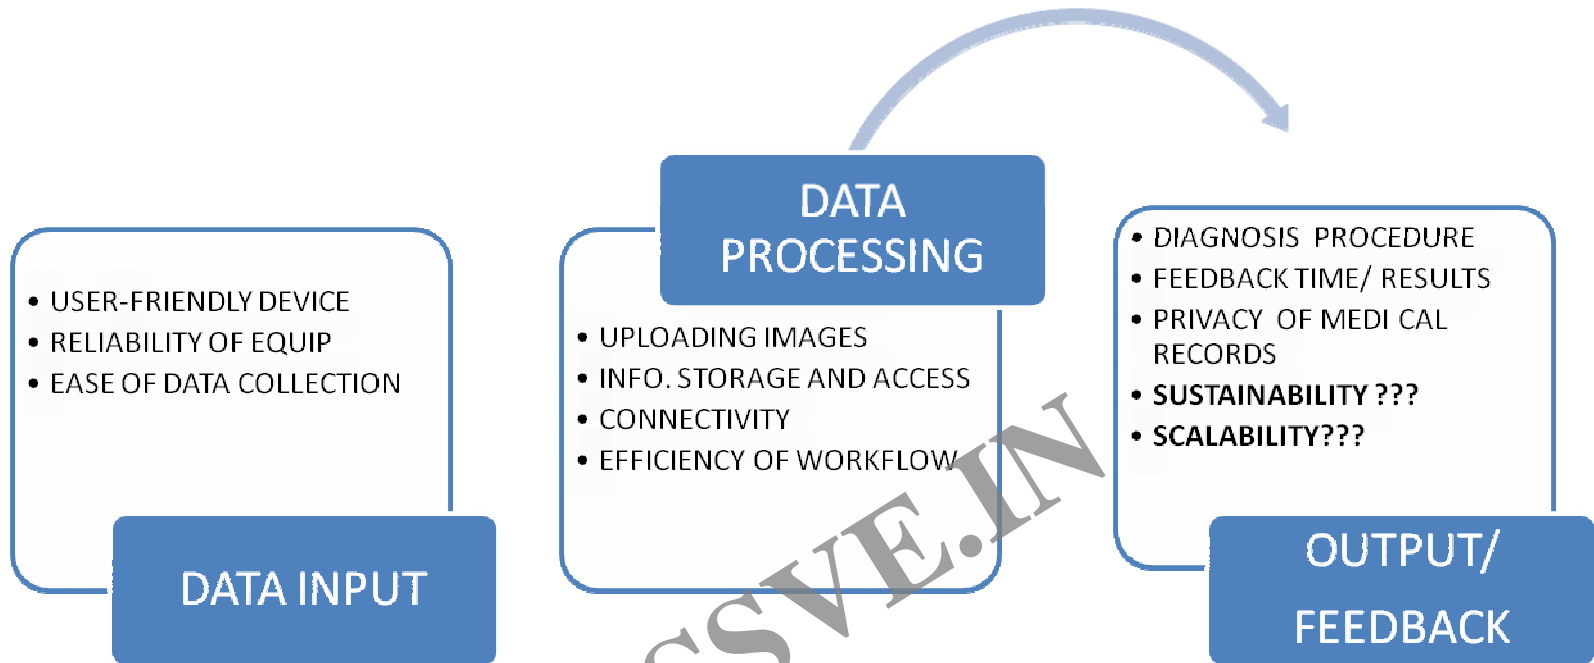 • USER-FRIENDLY DEVICE
• RELIABILITY OF EQUIP
• EASE OF DATA COLLECTION
DATA INPUT
DATA
PROCESSING
• UPLOADING IMAGES
• INFO. STORAGE AND ACCESS
• CONNECTIVITY
• EFFICIENCY OF WORKFLOW
• DIAGNOSIS PROCEDURE
• FEEDBACK TIME/ RESULTS
• PRIVACY OF MEDI CAL
RECORDS
• SUSTAINABILITY ???
• SCALABILITY???
OUTPUT/
FEEDBACK
CSVE.IN